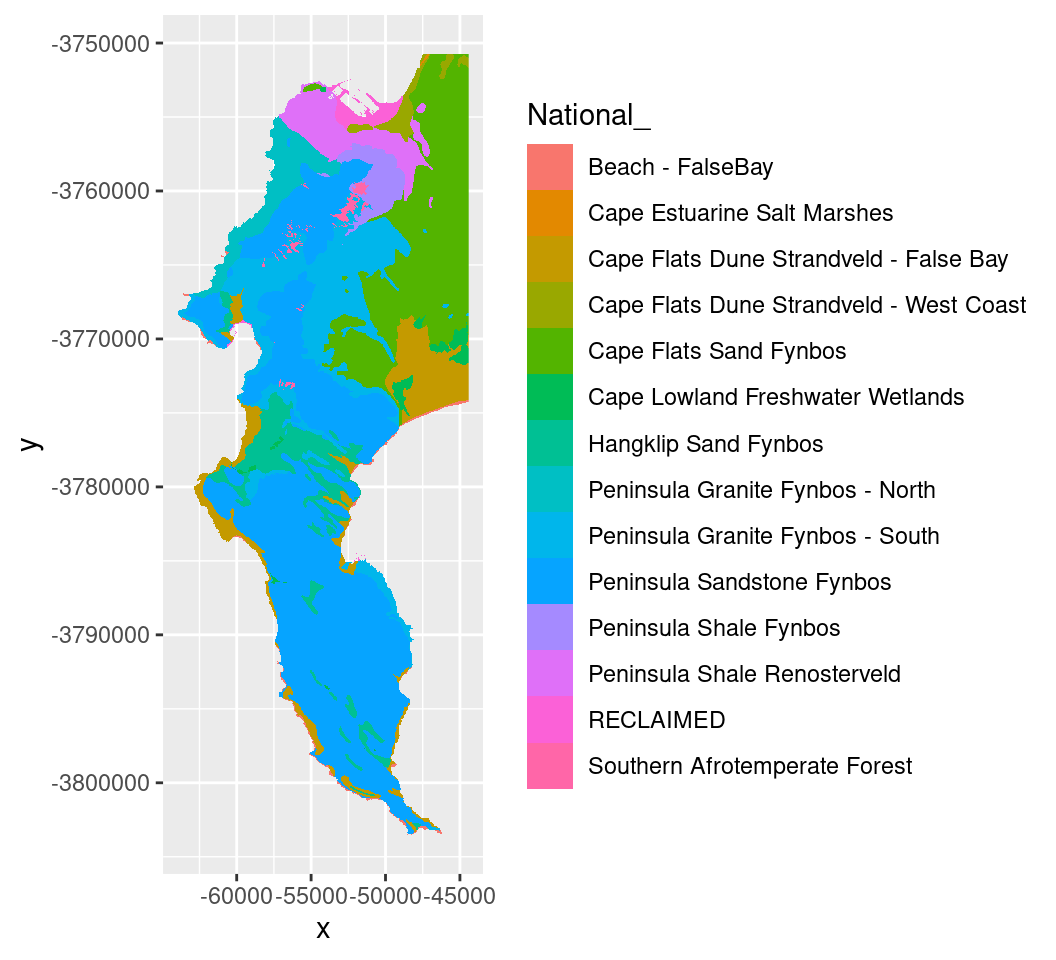 -3750000
-3760000
-3770000
-3780000
-3790000
-3800000
y
-60000
-55000
-50000
-45000
x
National_
Beach - FalseBay
Cape Estuarine Salt Marshes
Cape Flats Dune Strandveld - False Bay
Cape Flats Dune Strandveld - West Coast
Cape Flats Sand Fynbos
Cape Lowland Freshwater Wetlands
Hangklip Sand Fynbos
Peninsula Granite Fynbos - North
Peninsula Granite Fynbos - South
Peninsula Sandstone Fynbos
Peninsula Shale Fynbos
Peninsula Shale Renosterveld
RECLAIMED
Southern Afrotemperate Forest